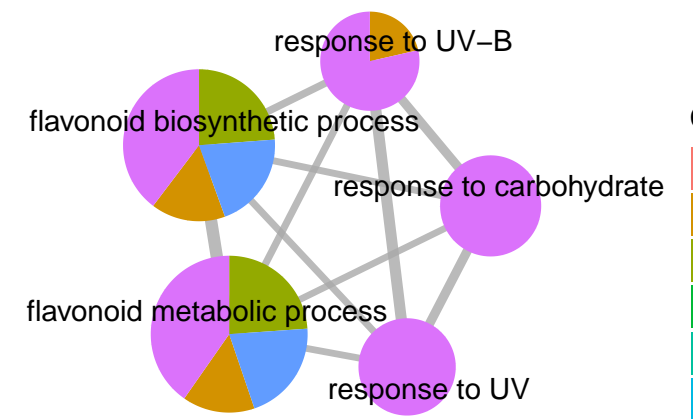 response to UV−B
flavonoid biosynthetic process
response to carbohydrate
flavonoid metabolic process
response to UV